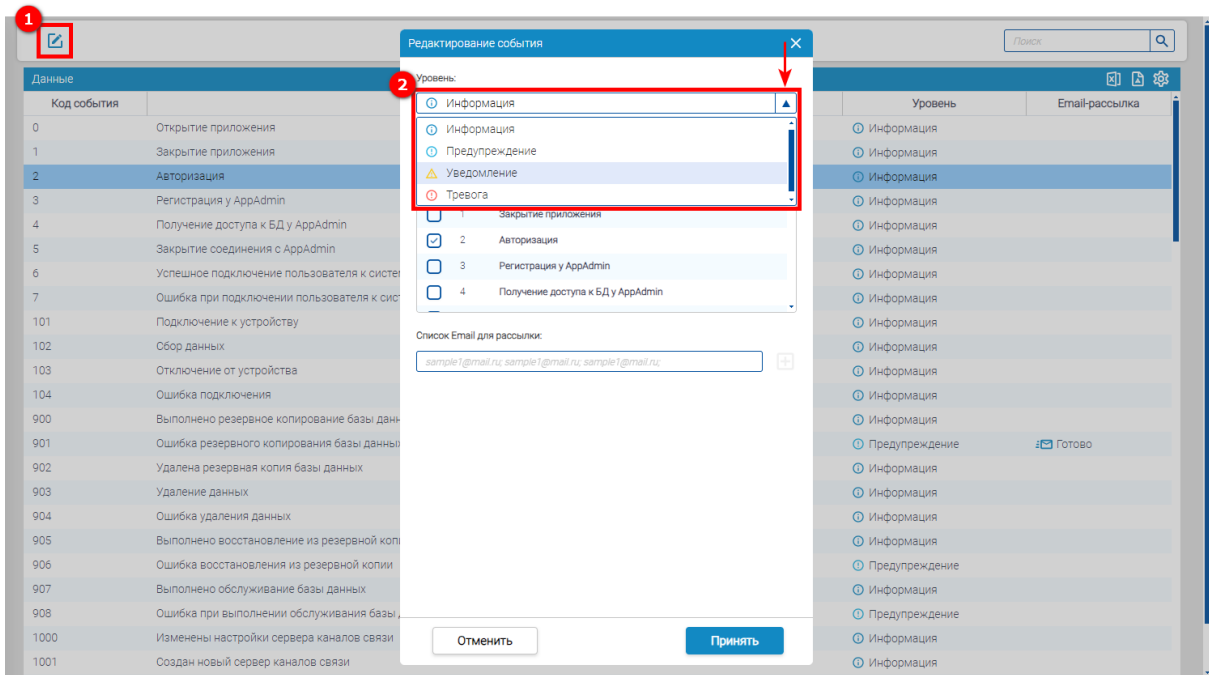 1
Редактирование события
Поиск
Данные
Уровень:
2
Информация
Код события
Уровень
Email-рассылка
Информация
Предупреждение
Уведомление
Тревога
0 Открытие приложения Информация
1 Закрытие приложения Информация
2 Авторизация Информация
3 Регистрация у AppAdmin Информация
4 Получение доступа к БД у AppAdmin Информация
5 Закрытие соединения с AppAdmin Информация
6 Успешное подключение пользователя к Информация
7 Ошибка при подключении пользователя к Информация
101 Подключение к устройству Информация
102 Сбор данных Информация
103 Отключение от устройства Информация
104 Ошибка подключения Информация
900 Выполнено резервное копирование базы Информация
901 Ошибка резервного копирования базы данных Предупреждение Готово
902 Удалена резервная копия базы данных Информация
903 Удаление данных Информация
904 Ошибка удаления данных Информация
905 Выполнено восстановление из резервной Информация
906 Ошибка восстановления из резервной копии Предупреждение
907 Выполнено обслуживание базы данных Информация
908 Ошибка при выполнении обслуживания базы Предупреждение
1000 Изменены настройки сервера каналов связи Информация
1001 Создан новый сервер каналов связи Информация
1 Закрытие приложения
2 Авторизация
3 Регистрация у AppAdmin
4 Получение доступа к БД у AppAdmin
Список Email для рассылки:
sample1@mail.ru; sample1@mail.ru; sample1@mail.ru;
Отменить
Принять